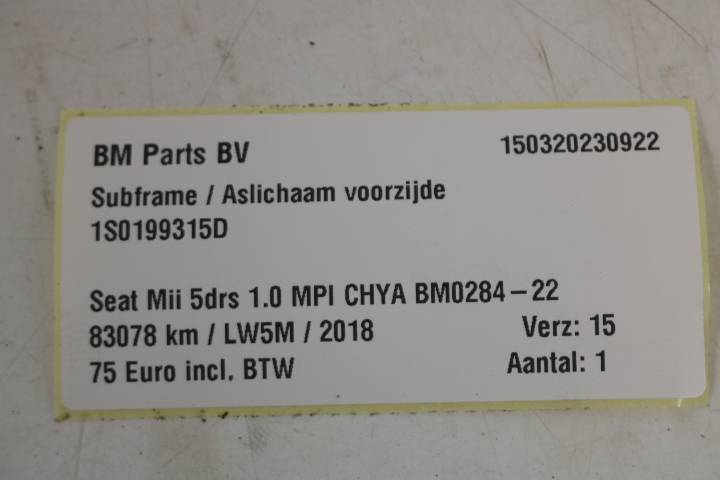 BM Parts BV 150320230922
Subframe / Aslichaam voorzijde
1S0199315D
Seat Mii 5drs 1.0 MPI CHYA BM0284-22
83078 km / LW5M / 2018 Verz: 15
75 Euro incl. BTW Aantal: 1